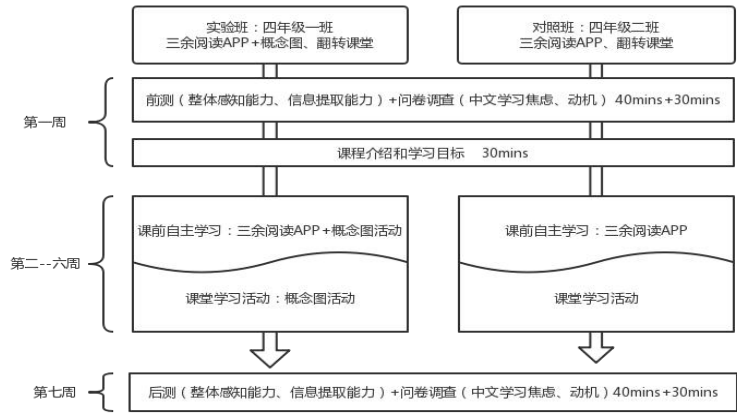 实验班：四年级一班
三余阅读APP+概念图、翻转课堂
对照班：四年级二班
三余阅读APP、翻转课堂
第一周
前测（整体感知能力、信息提取能力）+问卷调查（中文学习焦虑、动机） 40mins+30mins
课程介绍和学习目标 30mins
第二--六周
课前自主学习：三余阅读APP+概念图活动
课堂学习活动：概念图活动
课前自主学习：三余阅读APP
课堂学习活动
第七周
后测（整体感知能力、信息提取能力）+问卷调查（中文学习焦虑、动机）40mins+30mins